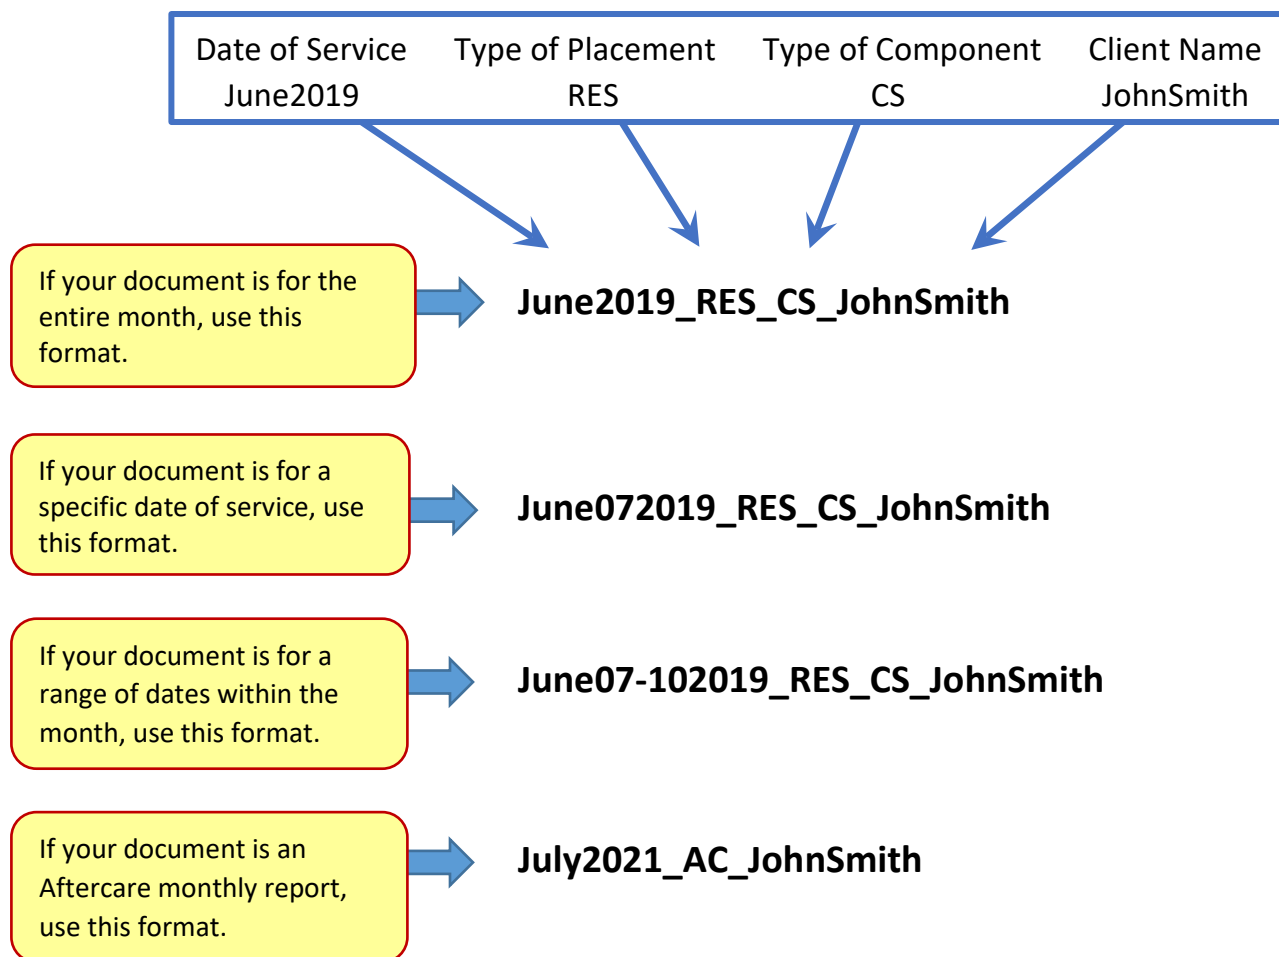 Date of Service Type of Placement Type of Component Client Name
June2019 RES CS JohnSmith
If your document is for the
entire month, use this
format.
June2019_RES_CS_JohnSmith
If your document is for a
specific date of service, use
this format.
June072019_RES_CS_JohnSmith
If your document is for a
range of dates within the
month, use this format.
June07-102019_RES_CS_JohnSmith
If your document is an
Aftercare monthly report,
use this format.
July2021_AC_JohnSmith